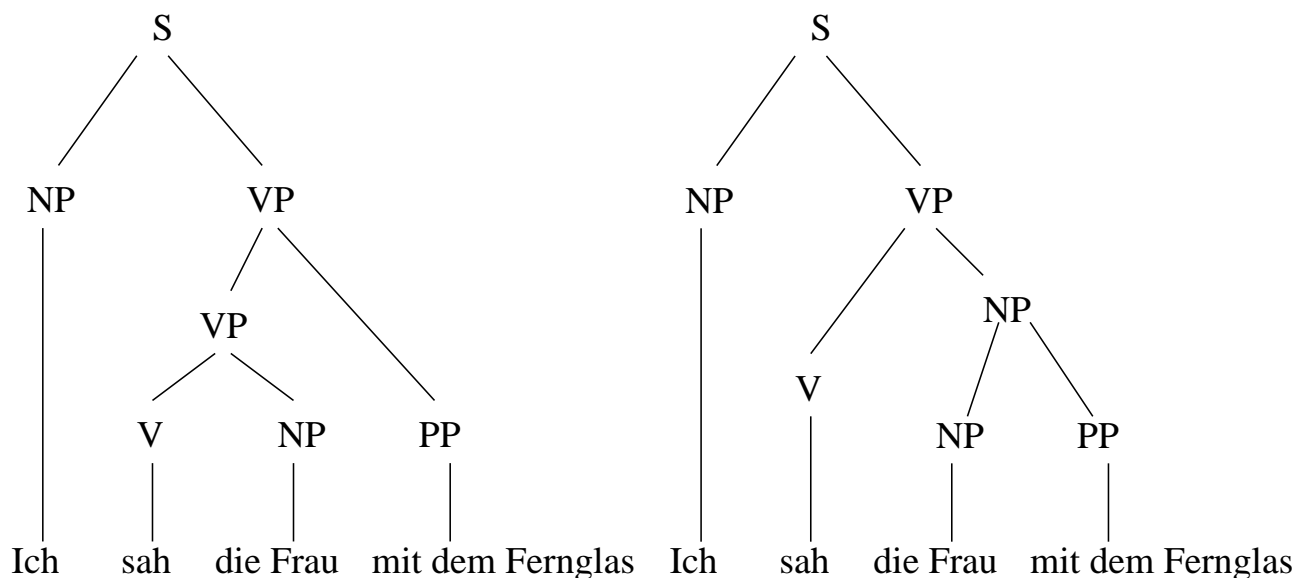 S S
NP VP NP VP
VP NP
V
V NP PP NP PP
Ich sah die Frau mit dem Fernglas Ich sah die Frau mit dem Fernglas